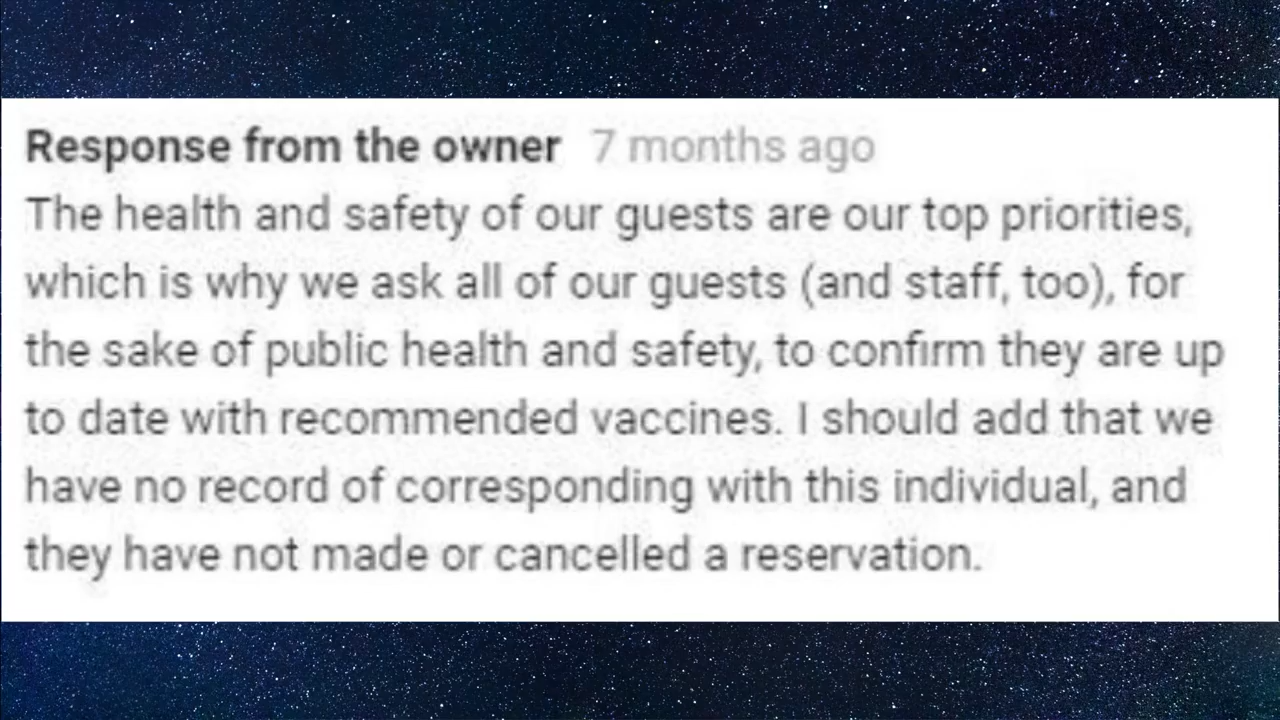 Response from the owner 7 months ago
The health and safety of our guests are our top priorities,
which is why we ask all of our guests (and staff, too), for
the sake of public health and safety, to confirm they are up
to date with recommended vaccines. I should add that we
have no record of corresponding with this individual, and
they have not made or cancelled a reservation.